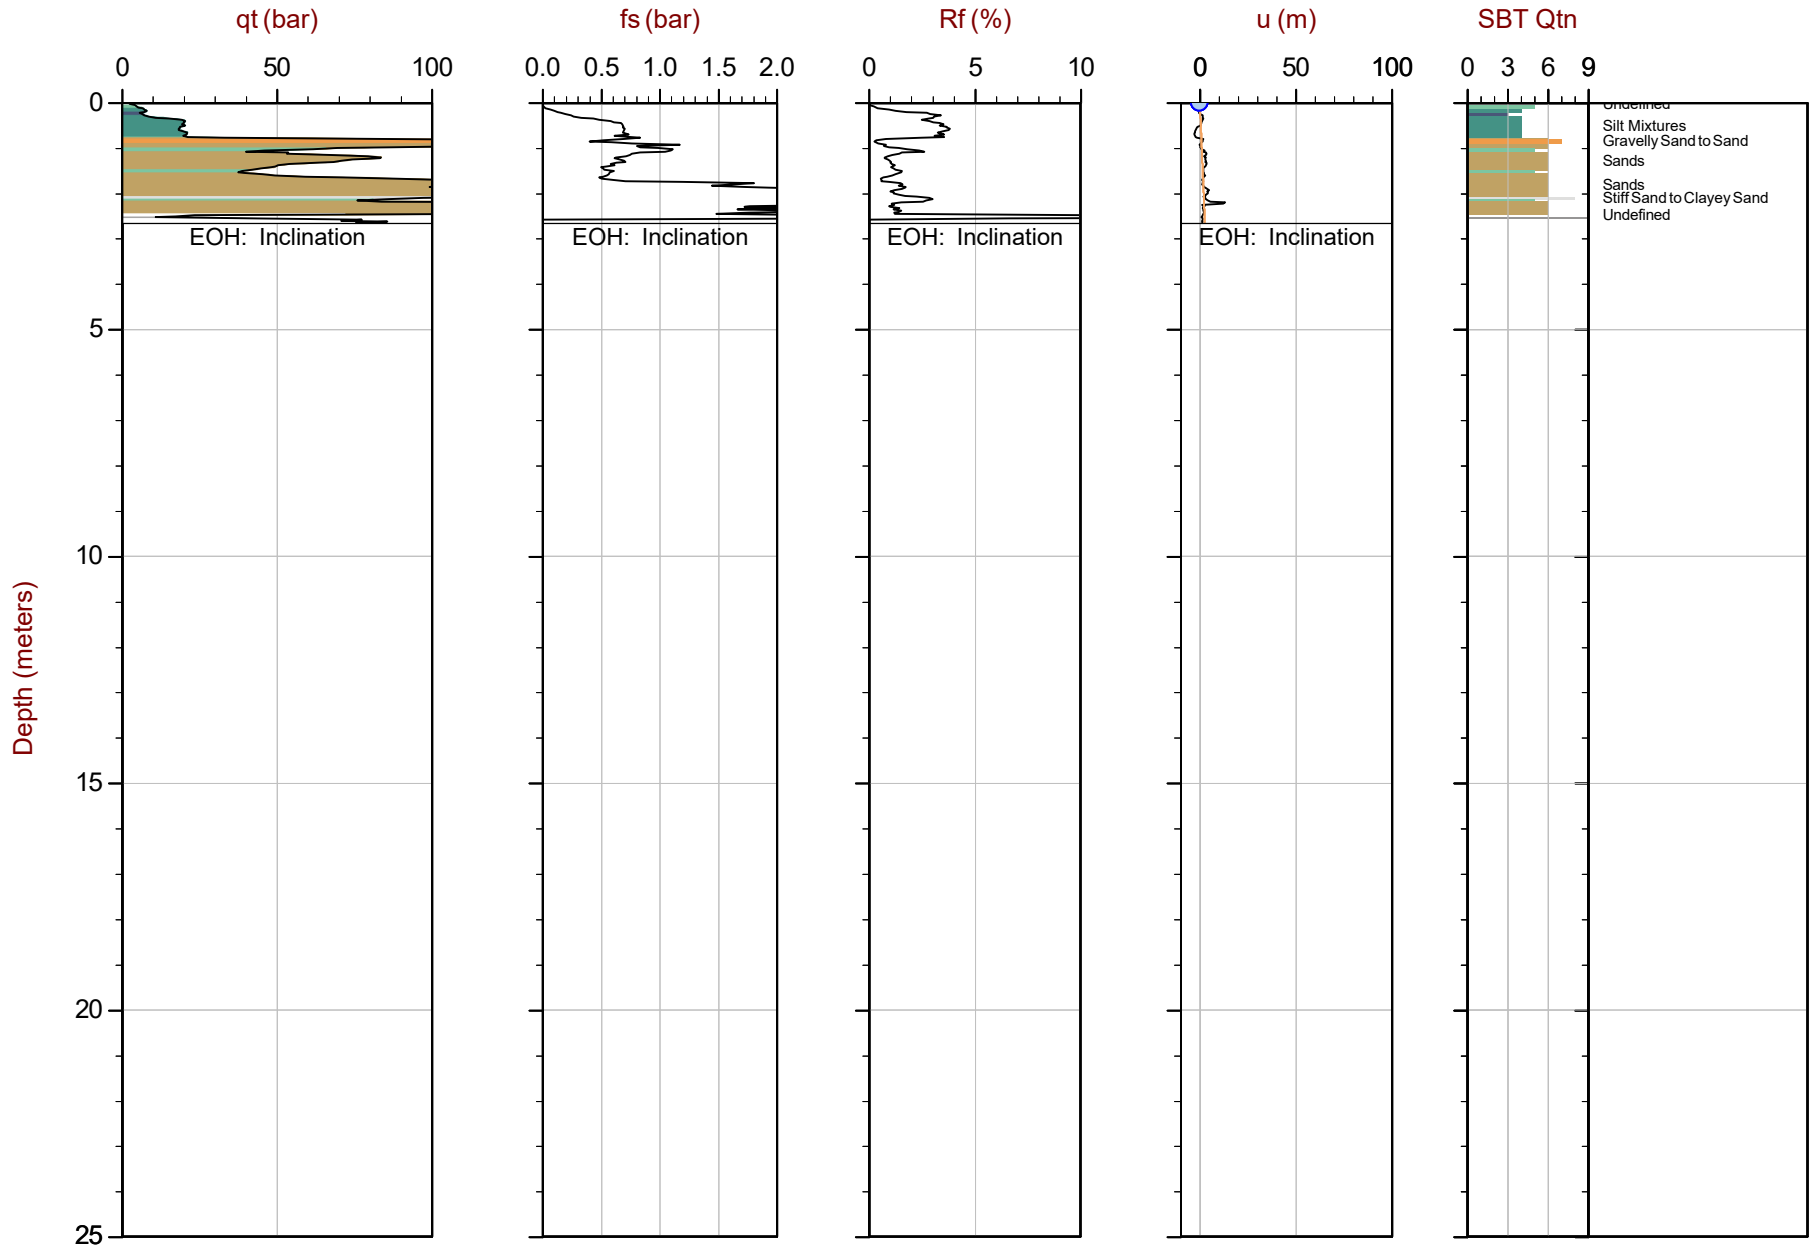 qt (bar) fs (bar) Rf (%) u (m) SBT Qtn
0 50 100 0.0 0.5 1.0 1.5 2.0 0 5 10 0 50 100 0 3 6 9
0
Undefined
Silt Mixtures
Gravelly Sand to Sand
Sands
Sands
Stiff Sand to Clayey Sand
Undefined
EOH: Inclination EOH: Inclination EOH: Inclination EOH: Inclination
5
10
Depth (meters)
15
20
25